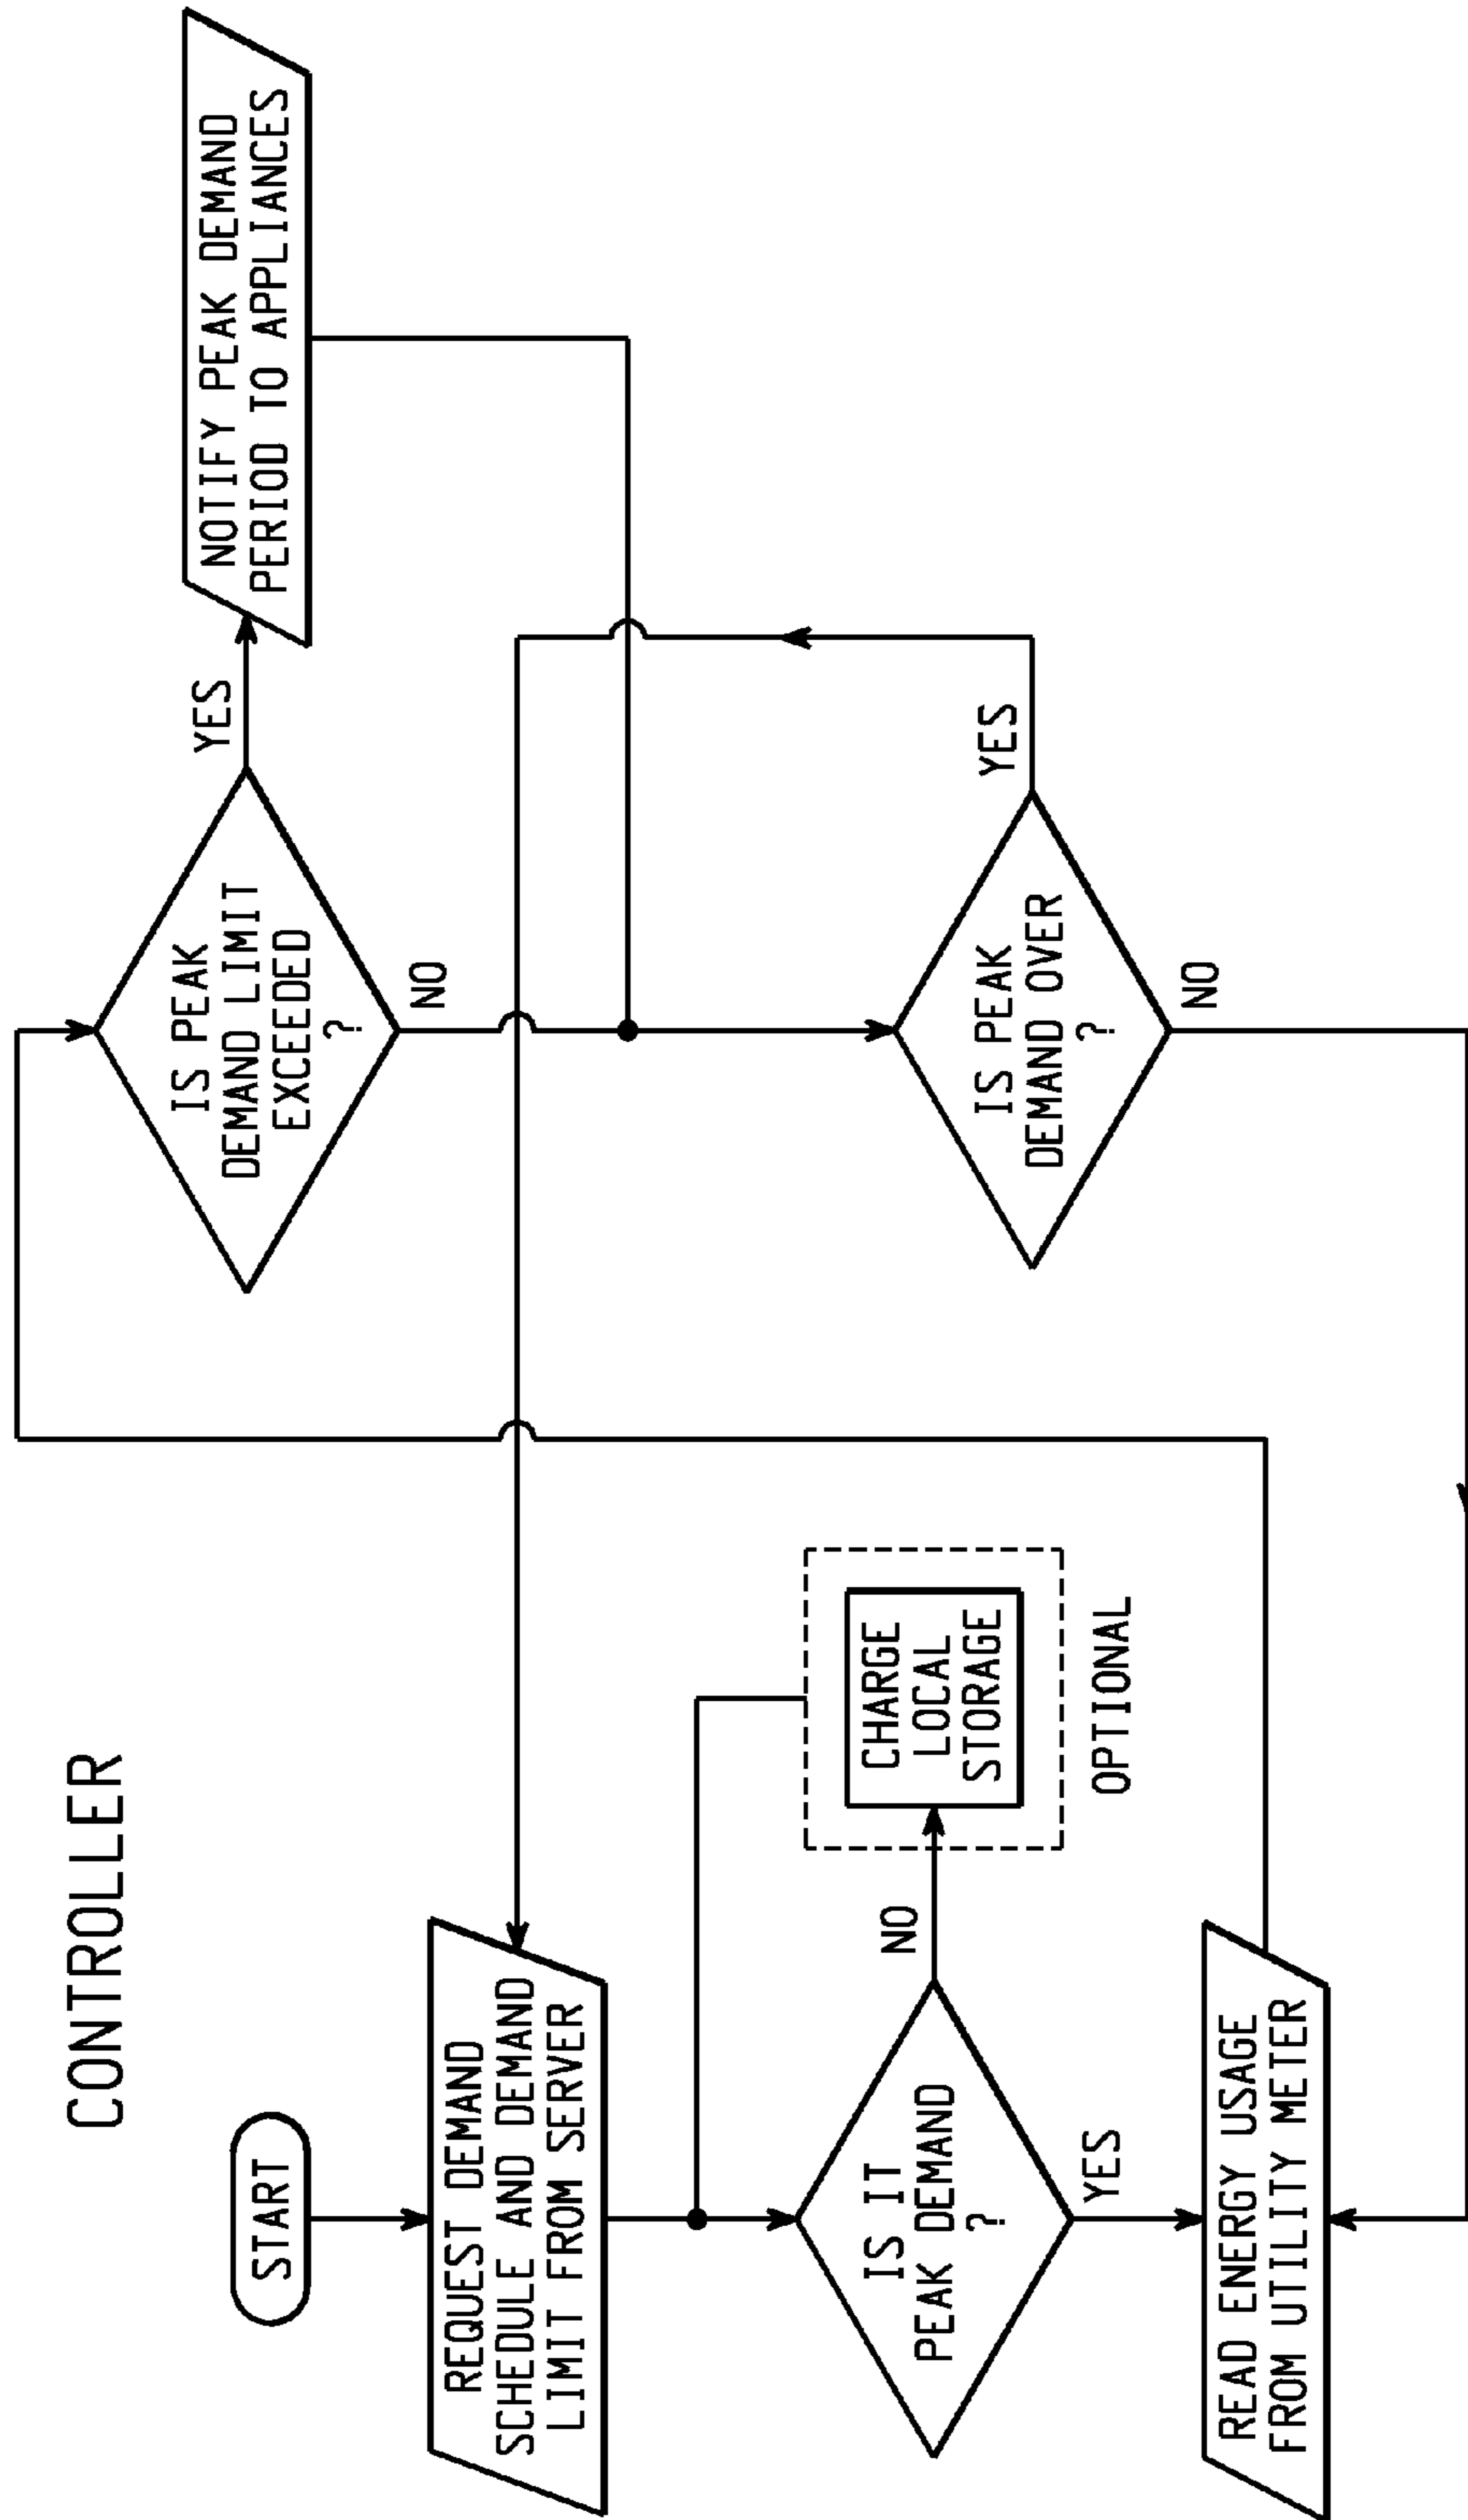 CONTROLLER
START
REQUEST DEMAND
SCHEDULE AND DEMAND
LIMIT FROM SERVER
IS IT
PEAK DEMAND
?
NO
YES
CHARGE
LOCAL
STORAGE
OPTIONAL
READ ENERGY USAGE
FROM UTILITY METER
IS PEAK
DEMAND LIMIT
EXCEEDED
?
YES
NO
NOTIFY PEAK DEMAND
PERIOD TO APPLIANCES
IS PEAK
DEMAND OVER
?
YES
NO